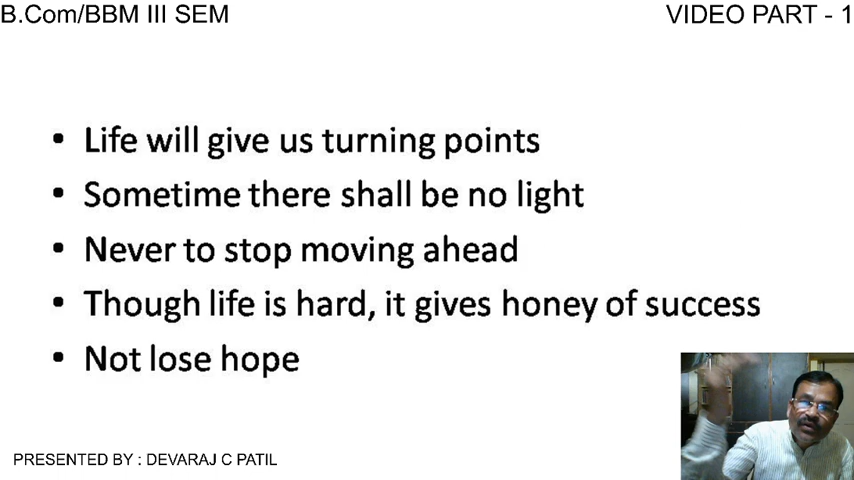 B.Com/BBM III SEM
VIDEO PART - 1
• Life will give us turning points
• Sometime there shall be no light
• Never to stop moving ahead
• Though life is hard, it gives honey of success
• Not lose hope
PRESENTED BY : DEVARAJ C PATIL